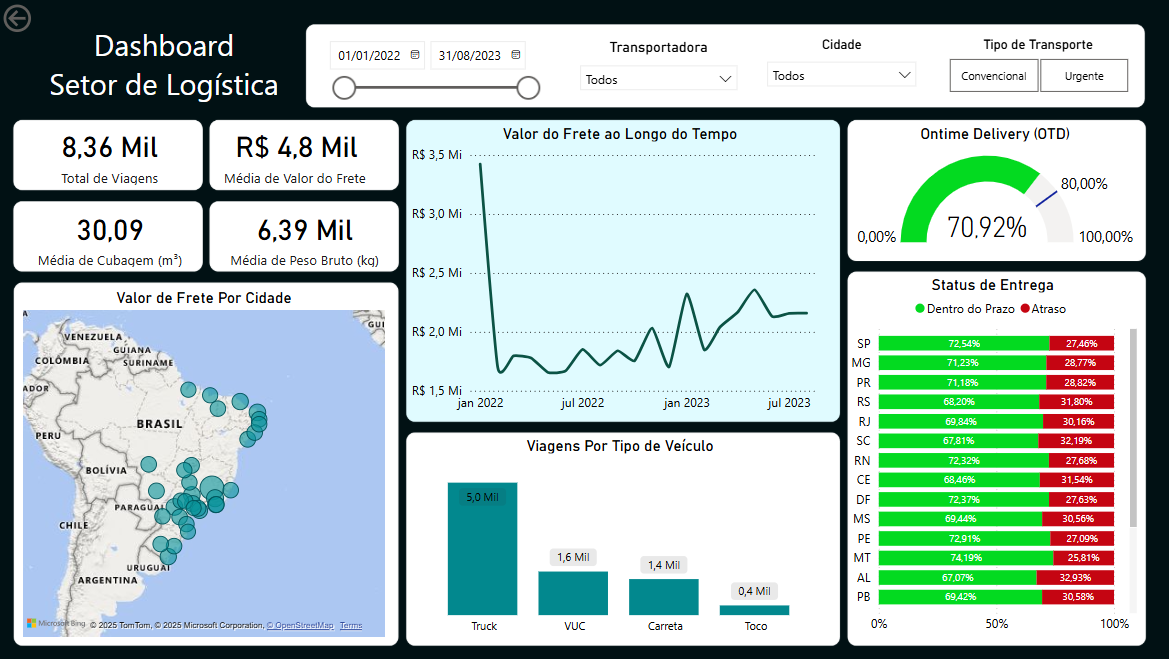 Dashboard
Setor de Logística
01/01/2022
31/08/2023
Transportadora
Todos
Cidade
Todos
Tipo de Transporte
Convencional
Urgente
8,36 Mil
Total de Viagens
R$ 4,8 Mil
Média de Valor do Frete
30,09
Média de Cubagem (m³)
6,39 Mil
Média de Peso Bruto (kg)
Valor de Frete Por Cidade
GUI
VENEZUELA
GUIANA
SURINAME
COLÔMBIA
ADOR
BRASIL
PERU
BOLÍVIA
PARAGUAI
CHILE
URUGUAI
ARGENTINA
Microsoft Bing
© 2025 TomTom, © 2025 Microsoft Corporation, © OpenStreetMap Terms
Valor do Frete ao Longo do Tempo
R$ 3,5 Mi
R$ 3,0 Mi
R$ 2,5 Mi
R$ 2,0 Mi
R$ 1,5 Mi
jan 2022 jul 2022 jan 2023 jul 2023
Viagens Por Tipo de Veículo
5,0 Mil
1,6 Mil
1,4 Mil
0,4 Mil
Truck VUC Carreta Toco
Ontime Delivery (OTD)
80,00%
70,92%
0,00%
100,00%
Status de Entrega
Dentro do Prazo Atraso
SP 72,54% 27,46%
MG 71,23% 28,77%
PR 71,18% 28,82%
RS 68,20% 31,80%
RJ 69,84% 30,16%
SC 67,81% 32,19%
RN 72,32% 27,68%
CE 68,46% 31,54%
DF 72,37% 27,63%
MS 69,44% 30,56%
PE 72,91% 27,09%
MT 74,19% 25,81%
AL 67,07% 32,93%
PB 69,42% 30,58%
0% 50% 100%